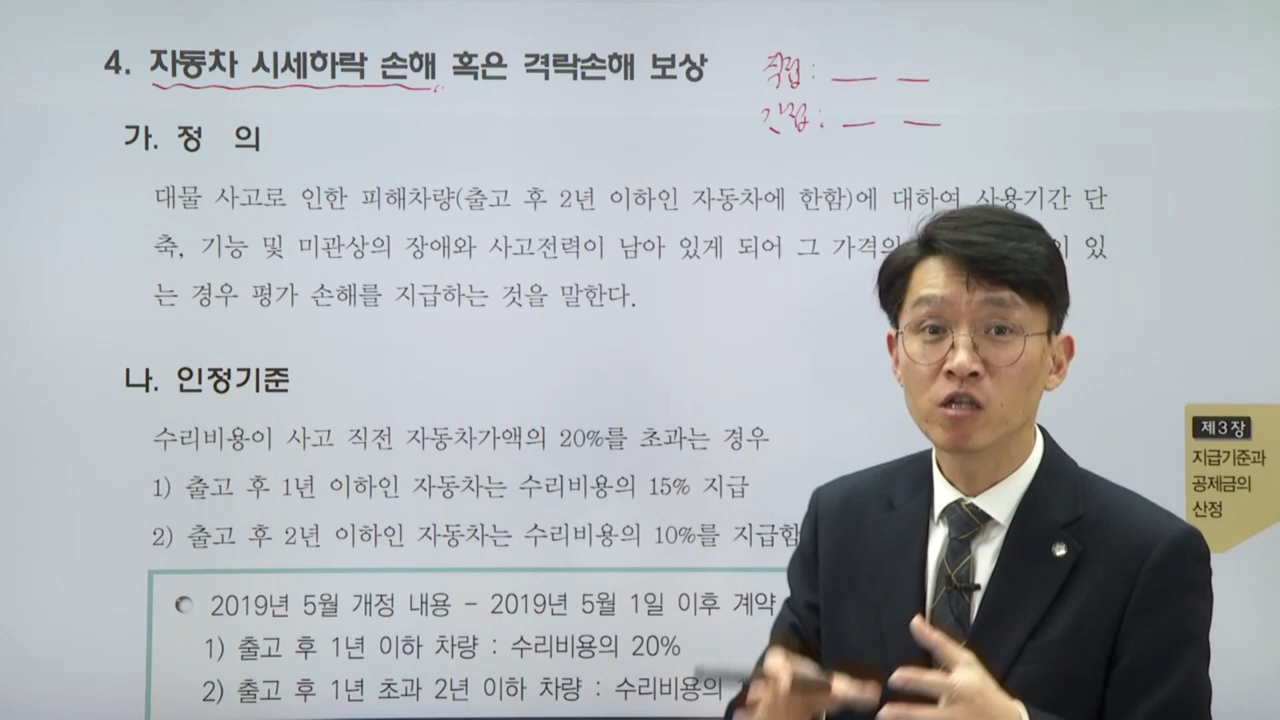 4. 자동차 시세하락 손해 혹은 격락손해 보상
직접 :
간접 :
가. 정 의
대물 사고로 인한 피해차량(출고 후 2년 이하인 자동차에 한함)에 대하여 사용기간 단
축, 기능 및 미관상의 장애와 사고전력이 남아 있게 되어 그 가격의 있
는 경우 평가 손해를 지급하는 것을 말한다.
나. 인정기준
수리비용이 사고 직전 자동차가액의 20%를 초과는 경우
1) 출고 후 1년 이하인 자동차는 수리비용의 15% 지급
2) 출고 후 2년 이하인 자동차는 수리비용의 10%를 지급함
2019년 5월 개정 내용 - 2019년 5월 1일 이후 계약
1) 출고 후 1년 이하 차량 : 수리비용의 20%
2) 출고 후 1년 초과 2년 이하 차량 : 수리비용의
제3장
지급기준과
공제금의
산정